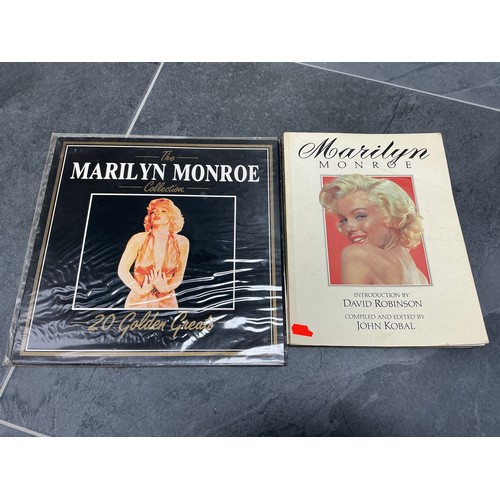 The
MARILYN MONROE
Collection
20 Golden Greats
Marilyn
MONROE
INTRODUCTION BY
DAVID ROBINSON
COMPILED AND EDITED BY
JOHN KOBAL